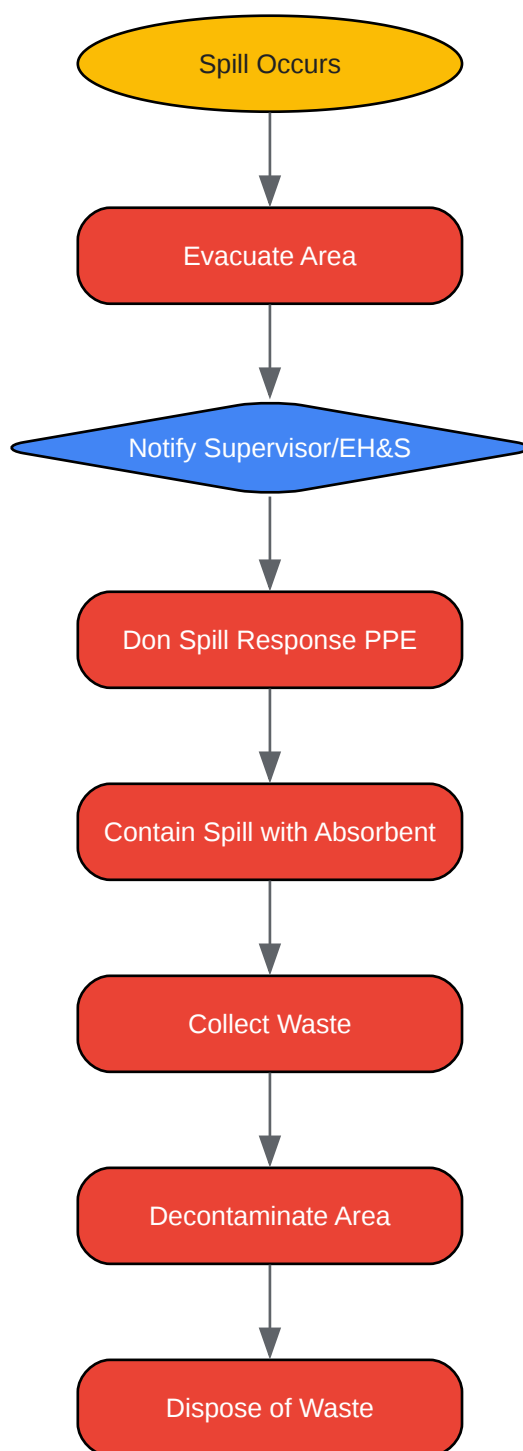 Spill Occurs
Evacuate Area
Notify Supervisor/EH&S
Don Spill Response PPE
Contain Spill with Absorbent
Collect Waste
Decontaminate Area
Dispose of Waste